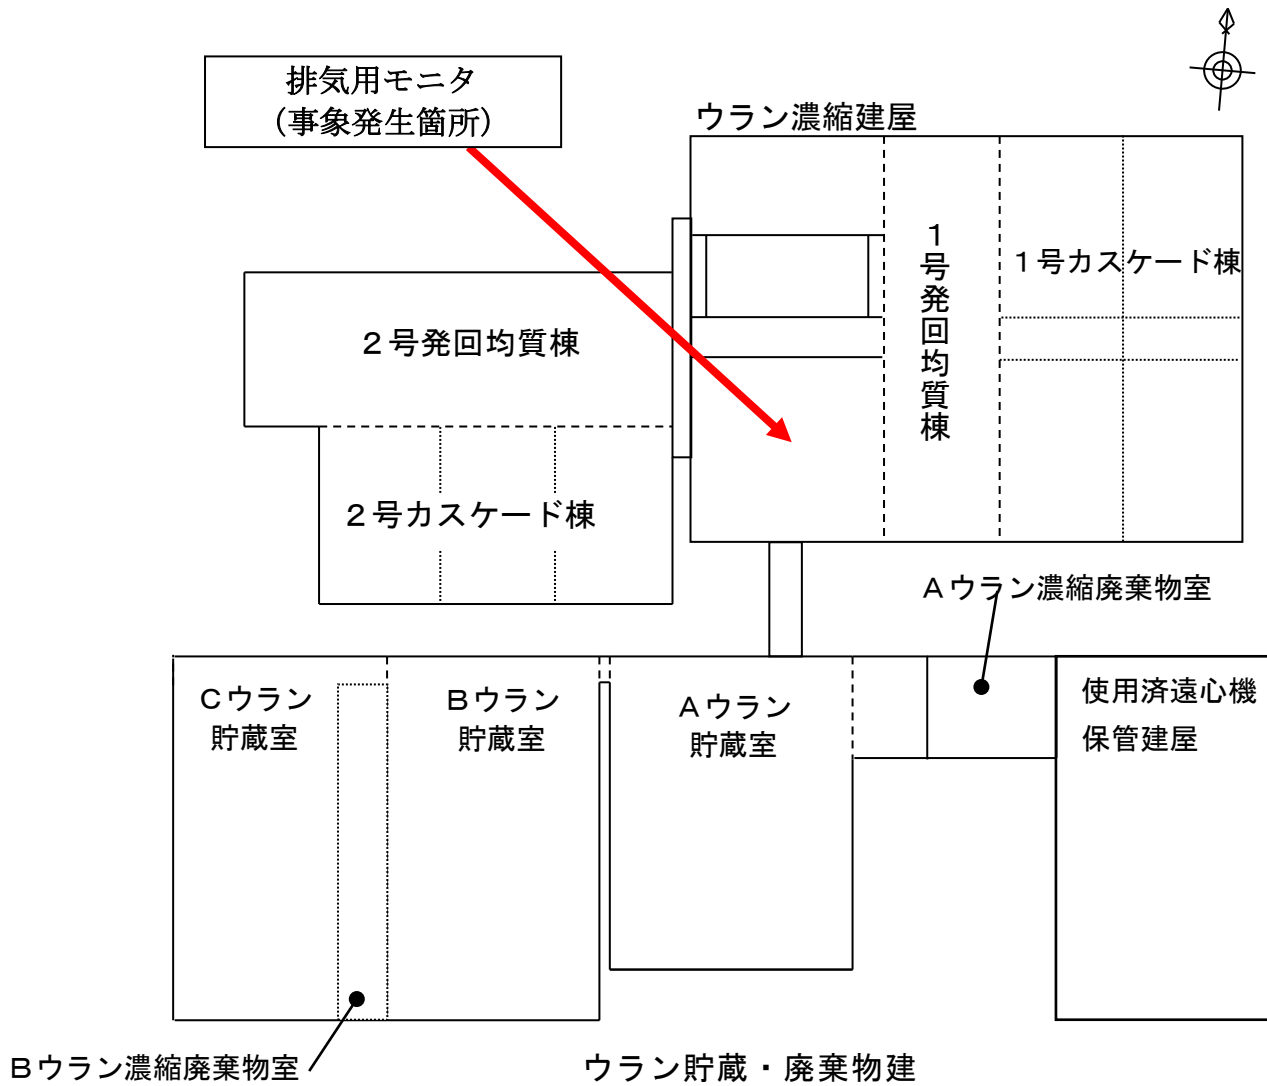 排気用モニタ
（事象発生箇所）
ウラン濃縮建屋
１号発回均質棟
１号カスケード棟
２号発回均質棟
２号カスケード棟
Ａウラン濃縮廃棄物室
Ｃウラン
貯蔵室
Ｂウラン
貯蔵室
Ａウラン
貯蔵室
使用済遠心機
保管建屋
Ｂウラン濃縮廃棄物室
ウラン貯蔵・廃棄物建